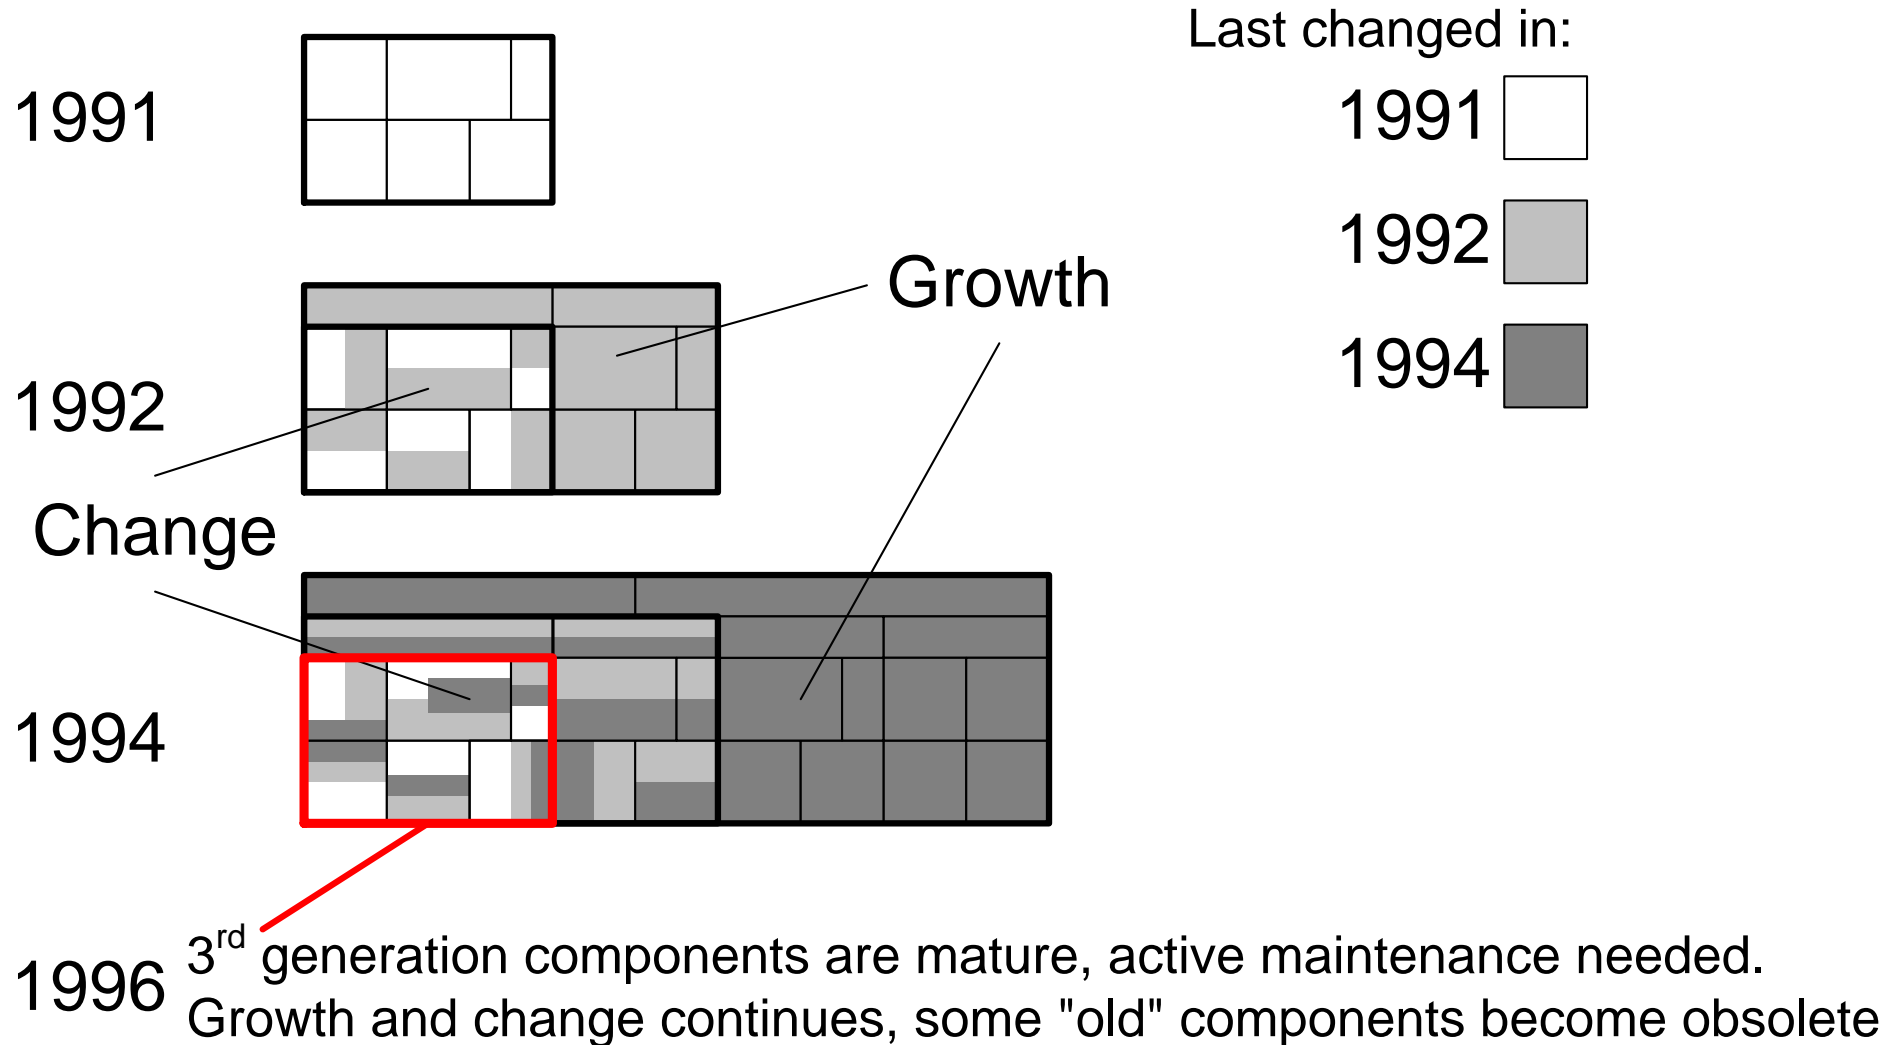 Last changed in:
1991
1991
1992
Growth
1994
1992
Change
1994
1996
3rd generation components are mature, active maintenance needed.
Growth and change continues, some "old" components become obsolete